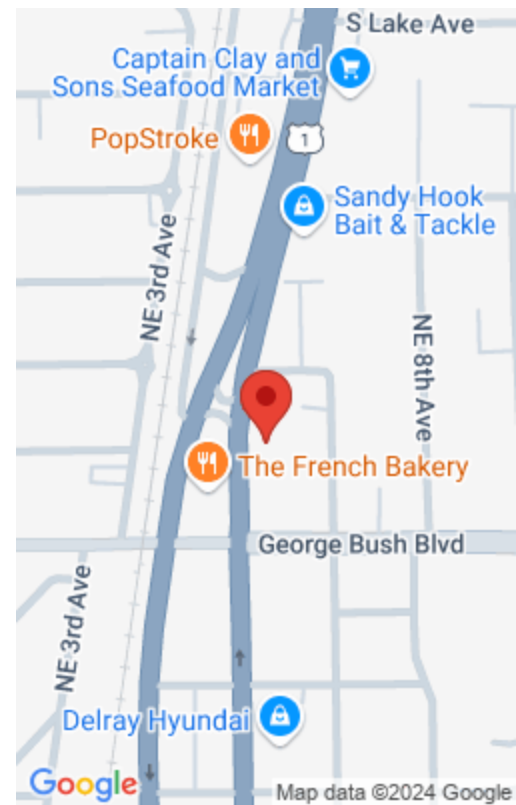 S Lake Ave
Captain Clay and
Sons Seafood Market
PopStroke
1
Sandy Hook
Bait & Tackle
NE 3rd Ave
NE 8th Ave
The French Bakery
George Bush Blvd
NE 3rd Ave
Delray Hyundai
Google
Map data ©2024 Google